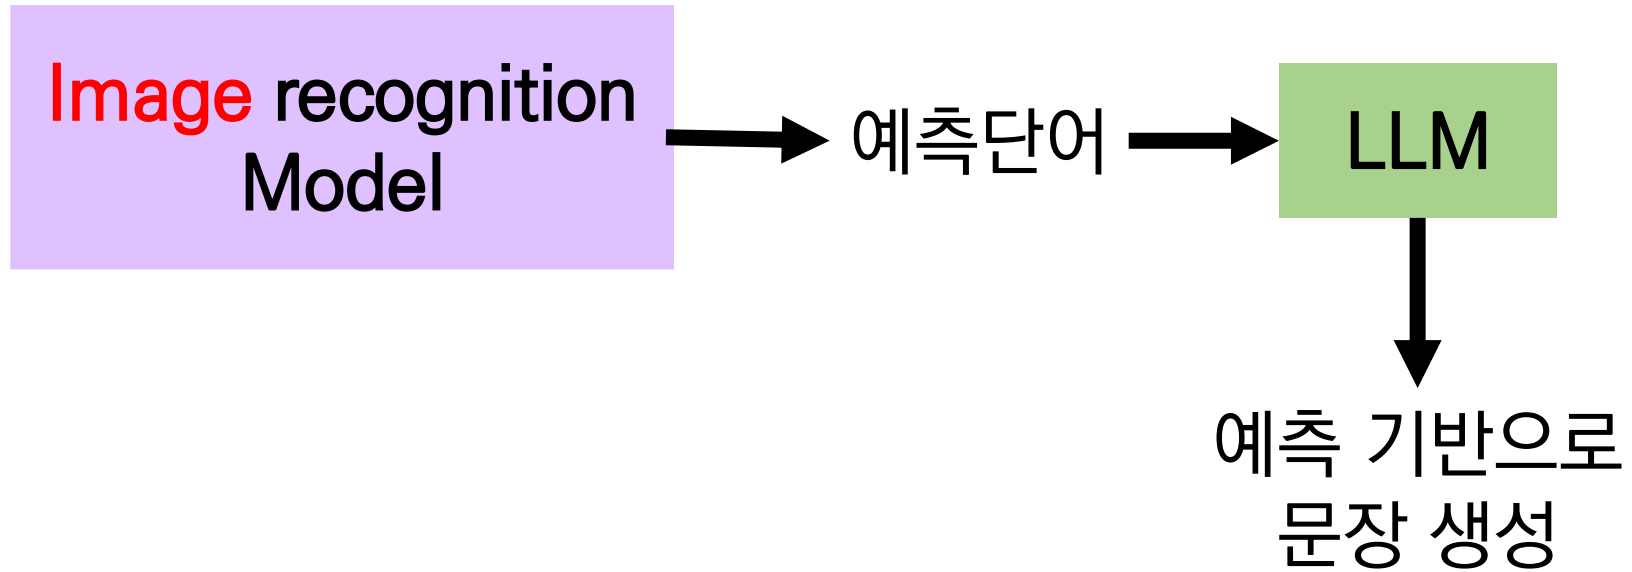 Image recognition
Model
예측단어
LLM
예측 기반으로
문장 생성